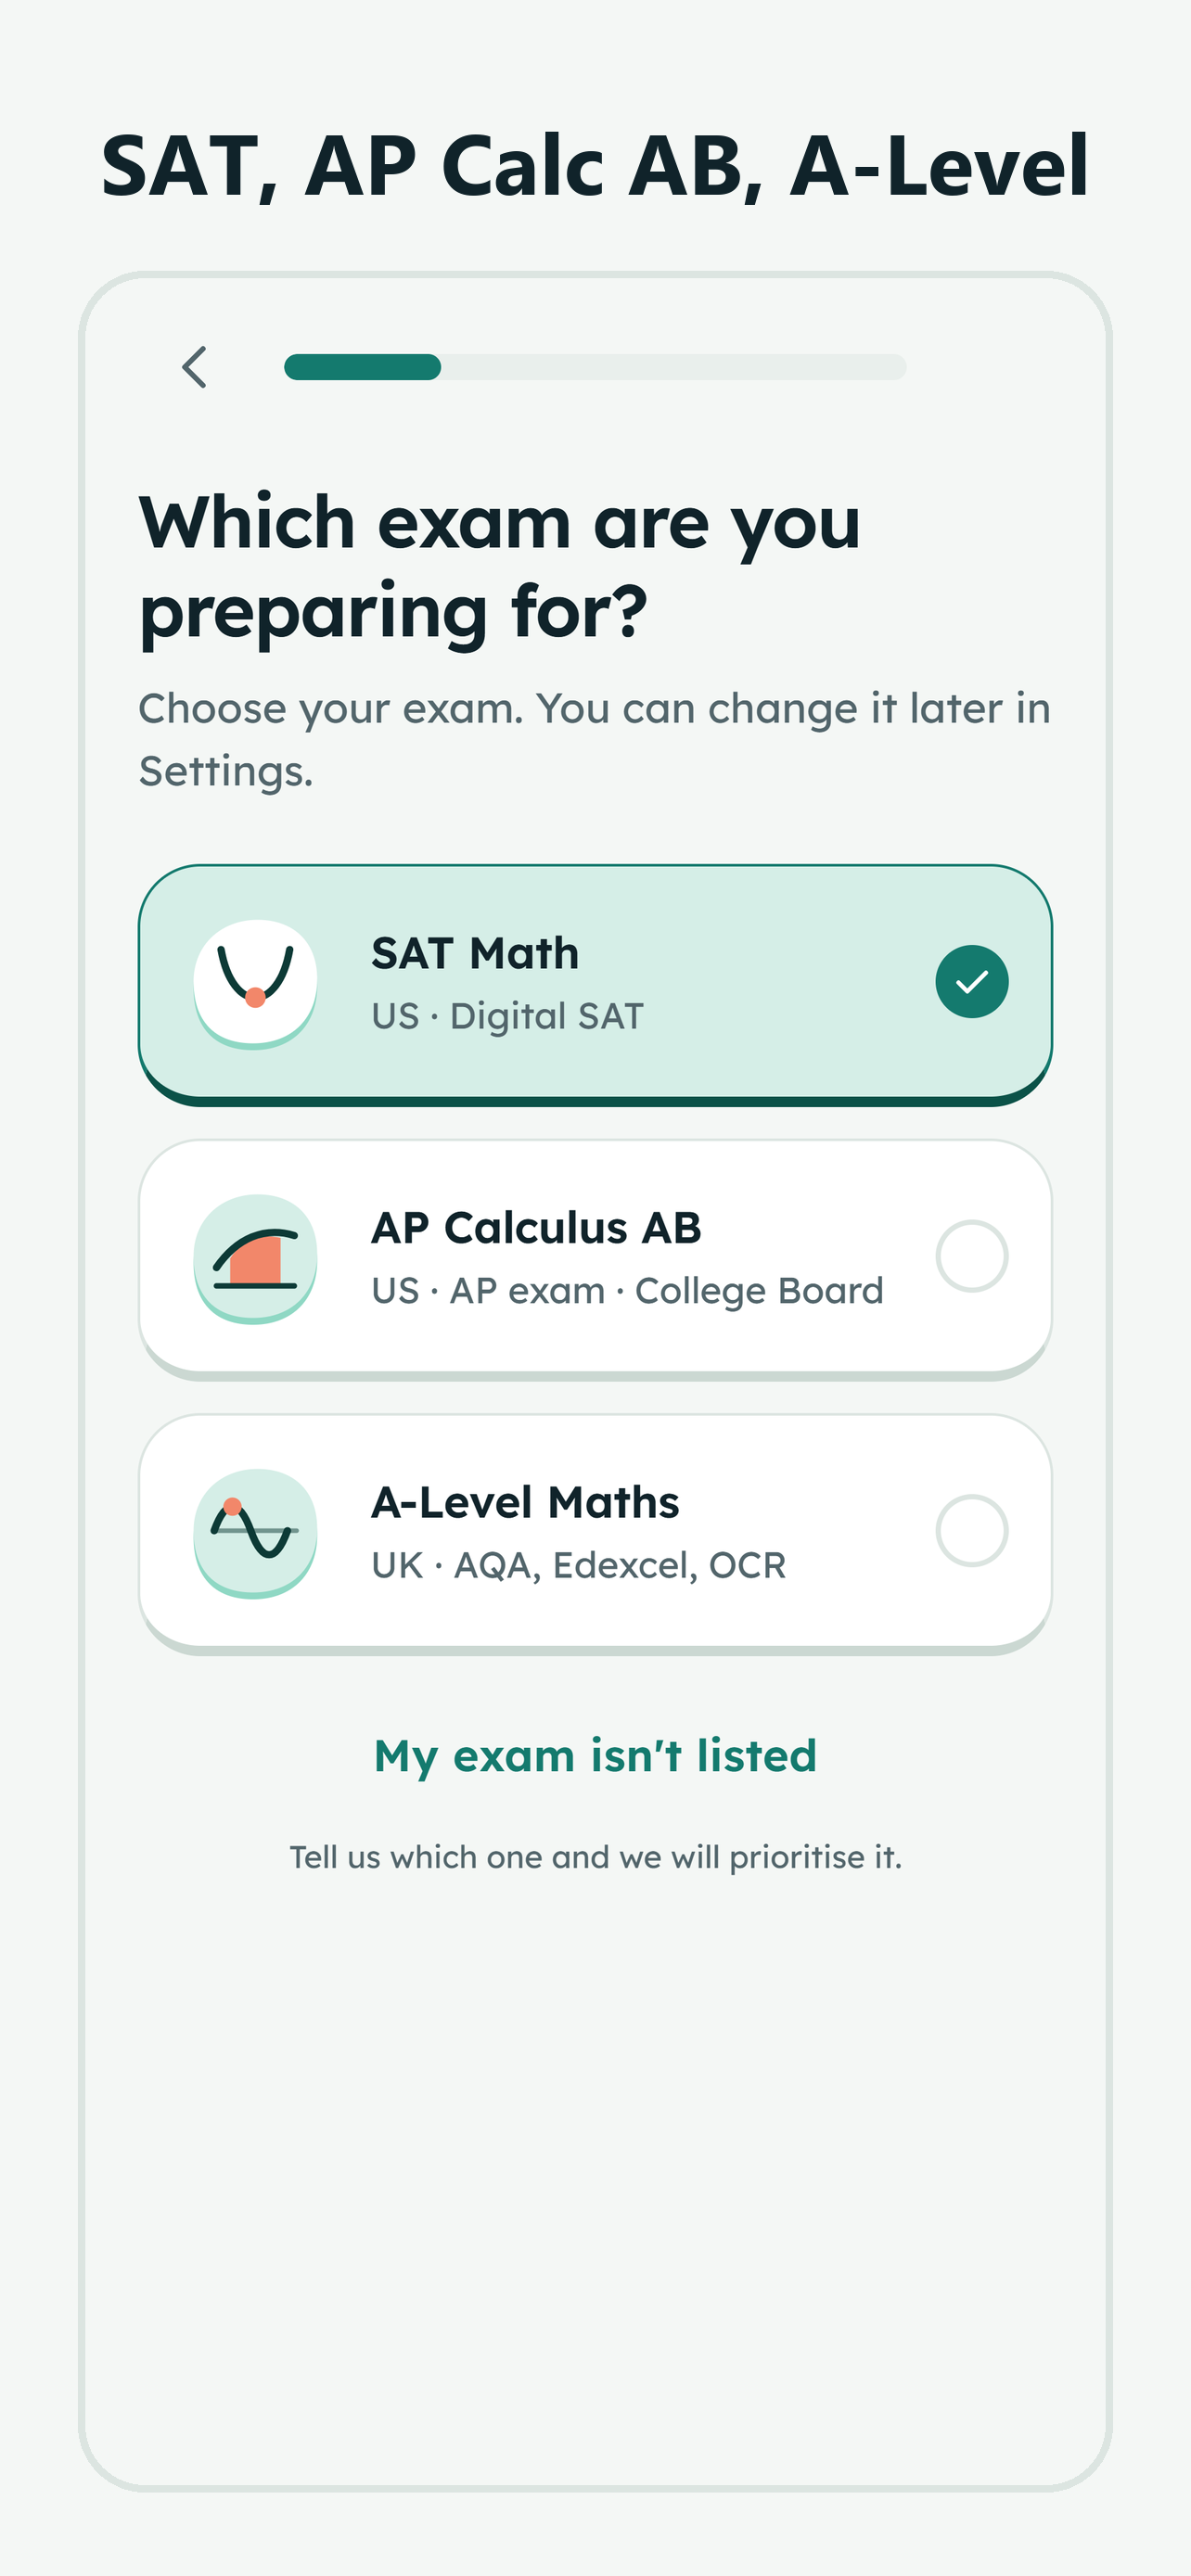 SAT, AP Calc AB, A-Level
Which exam are you
preparing for?
Choose your exam. You can change it later in
Settings.
SAT Math
US · Digital SAT
AP Calculus AB
US · AP exam · College Board
A-Level Maths
UK · AQA, Edexcel, OCR
My exam isn't listed
Tell us which one and we will prioritise it.